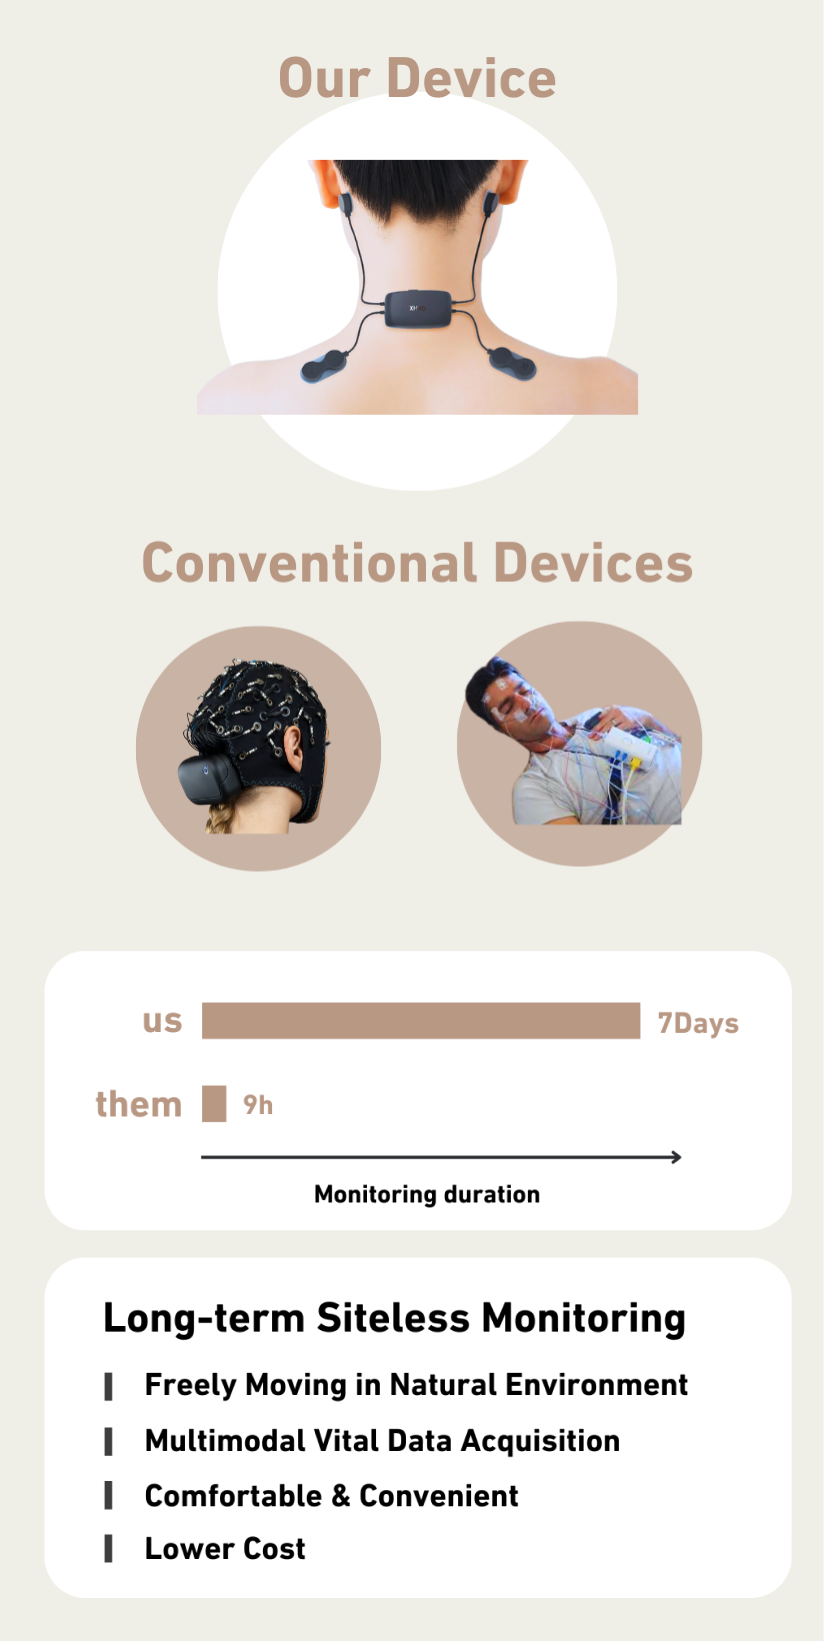 Our Device
Conventional Devices
us 7Days
them 9h
Monitoring duration
Long-term Siteless Monitoring
Freely Moving in Natural Environment
Multimodal Vital Data Acquisition
Comfortable & Convenient
Lower Cost